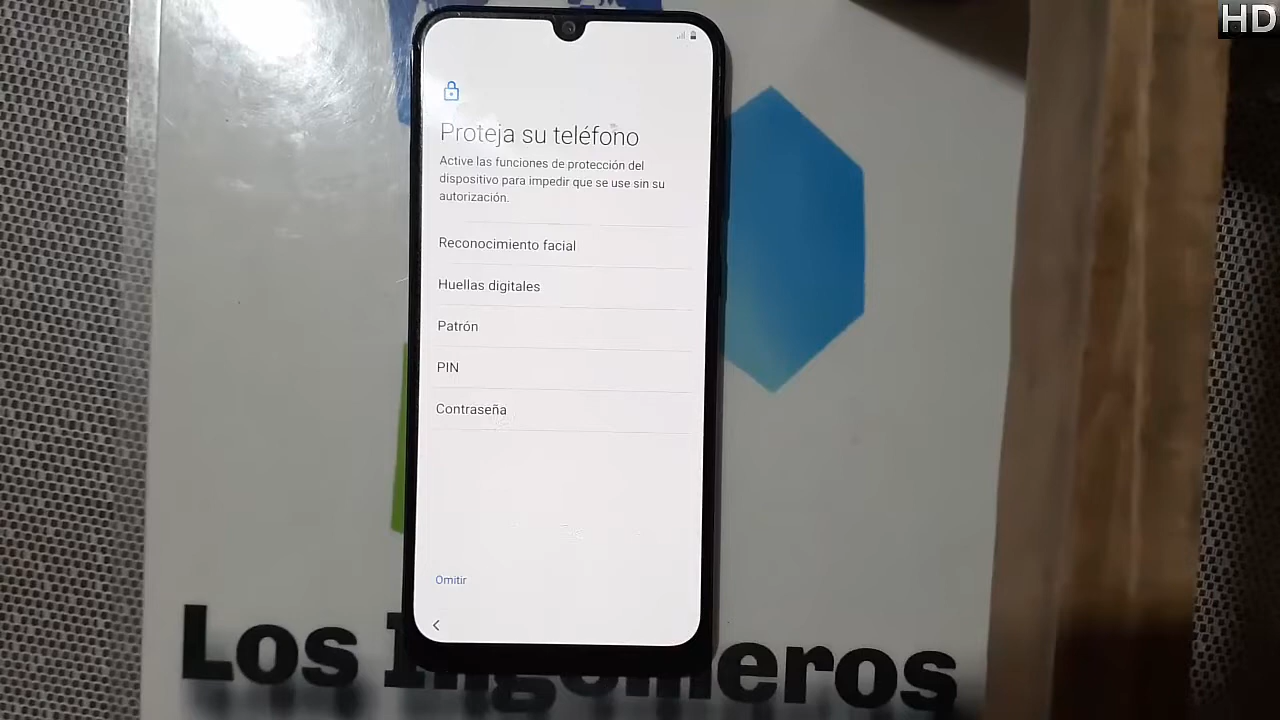 HD
Proteja su teléfono
Active las funciones de protección del
dispositivo para impedir que se use sin su
autorización.
Reconocimiento facial
Huellas digitales
Patrón
PIN
Contraseña
Omitir
Los Ingenieros